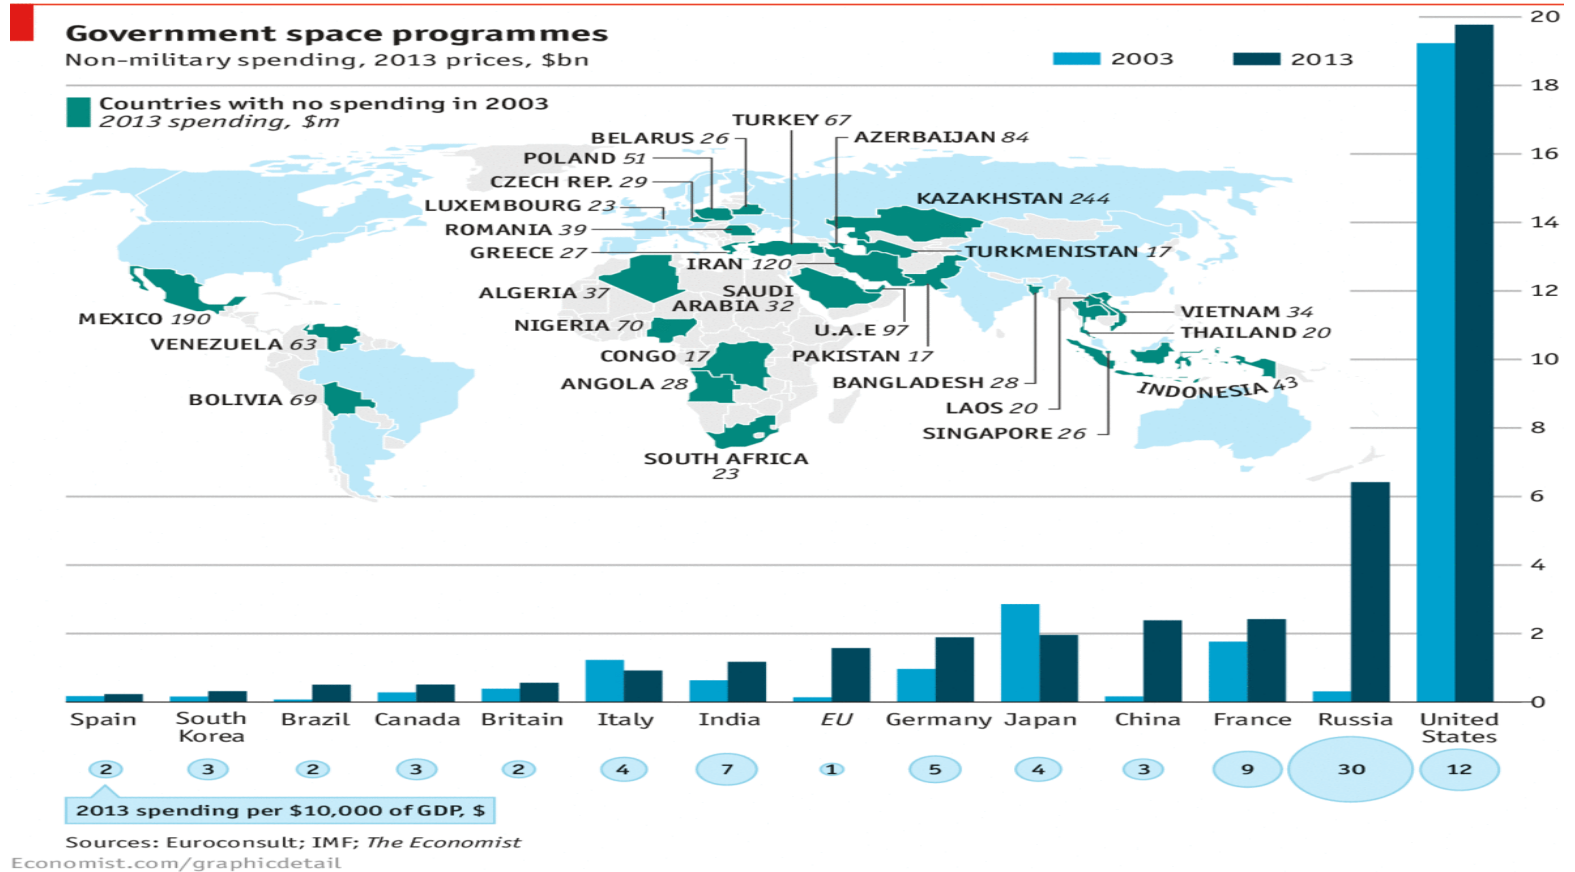 Government space programmes
Non-military spending, 2013 prices, $bn
2003
2013
Countries with no spending in 2003
2013 spending, $m
TURKEY 67
BELARUS 26
AZERBAIJAN 84
POLAND 51
CZECH REP. 29
KAZAKHSTAN 244
LUXEMBOURG 23
ROMANIA 39
GREECE 27
TURKMENISTAN 17
IRAN 120
ALGERIA 37
SAUDI
ARABIA 32
MEXICO 190
NIGERIA 70
U.A.E 97
VIETNAM 34
THAILAND 20
VENEZUELA 63
CONGO 17
PAKISTAN 17
ANGOLA 28
BANGLADESH 28
INDONESIA 43
BOLIVIA 69
LAOS 20
SINGAPORE 26
SOUTH AFRICA
23
20
18
16
14
12
10
8
6
4
2
0
Spain
South
Korea
Brazil
Canada
Britain
Italy
India
EU
Germany
Japan
China
France
Russia
United
States
2
3
2
3
2
4
7
1
5
4
3
9
30
12
2013 spending per $10,000 of GDP, $
Sources: Euroconsult; IMF; The Economist
Economist.com/graphicdetail